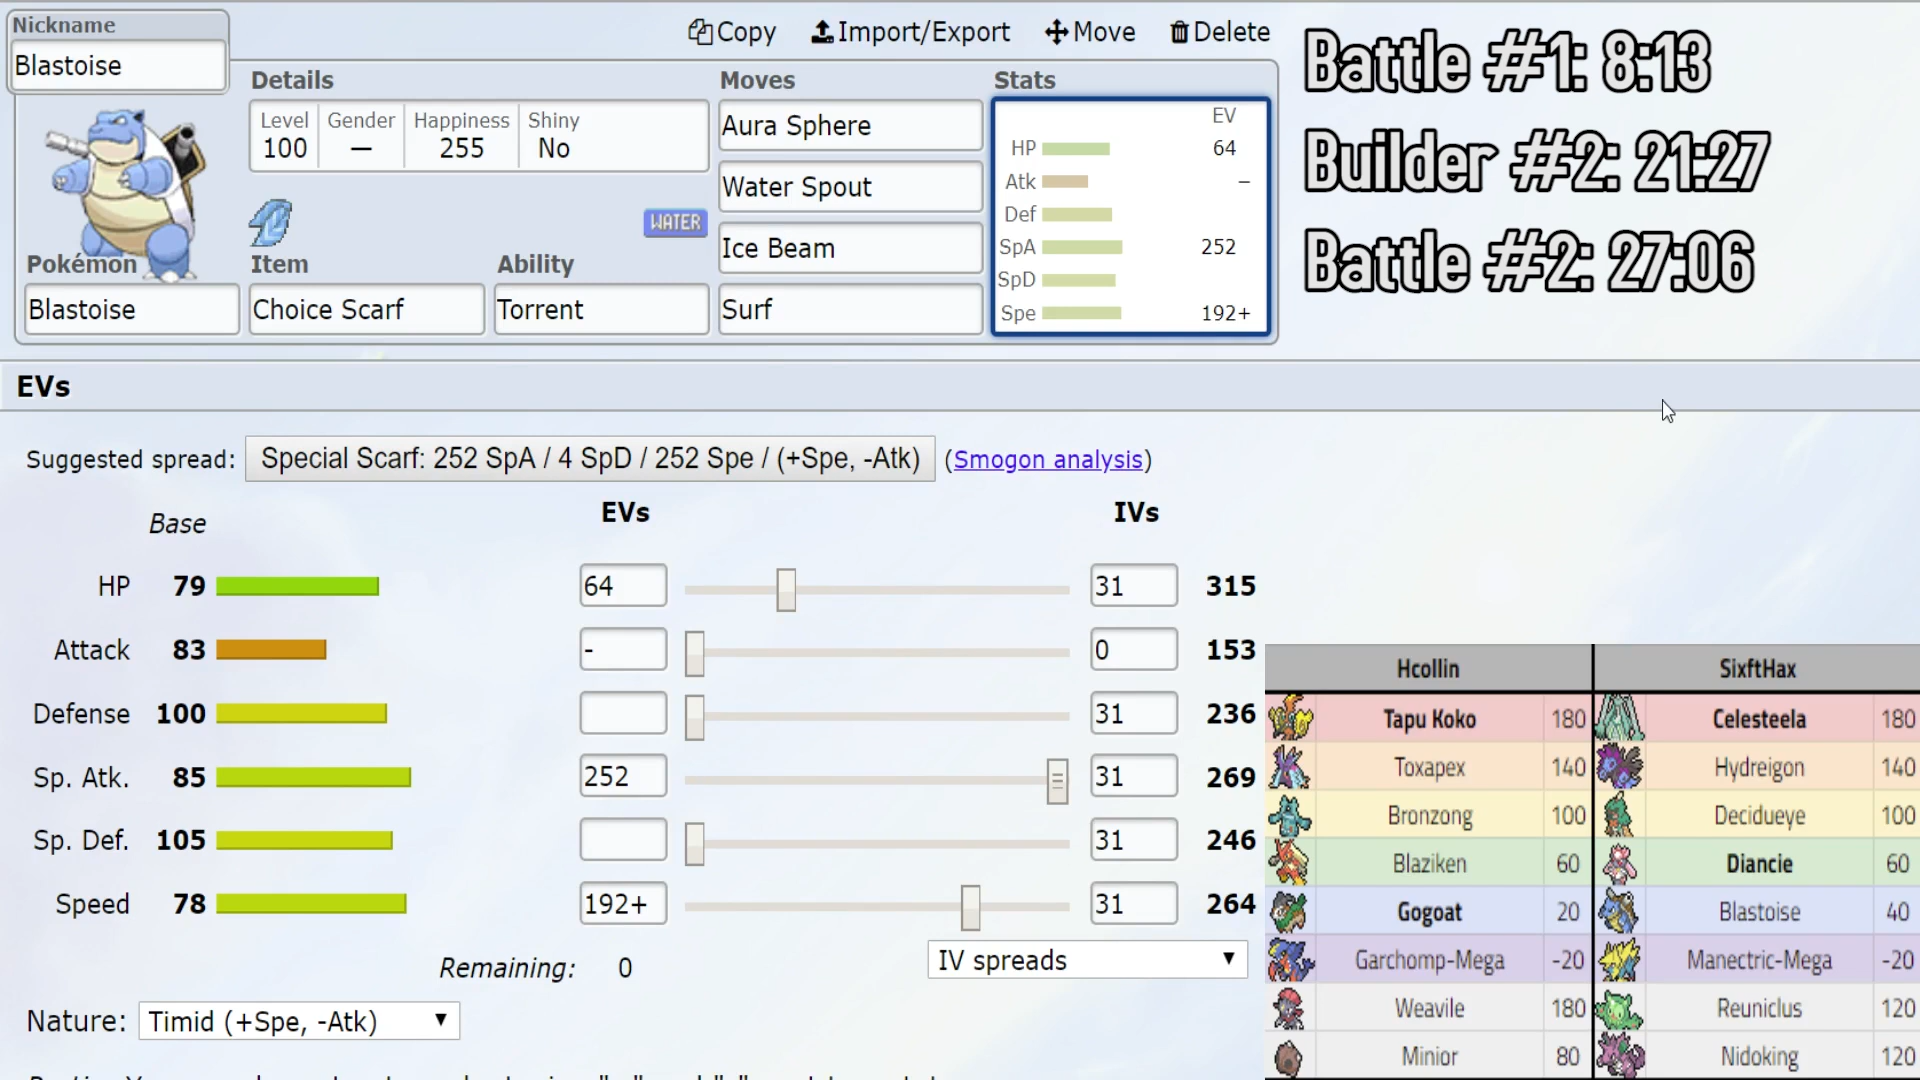 Nickname
Blastoise
Copy Import/Export Move Delete
Battle #1: 8:13
Builder #2: 21:27
Battle #2: 27:06
Details
Level Gender Happiness Shiny
100 — 255 No
WATER
Pokémon Item Ability
Blastoise Choice Scarf Torrent
Moves
Aura Sphere
Water Spout
Ice Beam
Surf
Stats
EV
HP 64
Atk –
Def
SpA 252
SpD
Spe 192+
EVs
Suggested spread: Special Scarf: 252 SpA / 4 SpD / 252 Spe / (+Spe, -Atk) (Smogon analysis)
Base EVs IVs
HP 79 64 31 315
Attack 83 - 0 153
Defense 100 31 236
Sp. Atk. 85 252 31 269
Sp. Def. 105 31 246
Speed 78 192+ 31 264
Remaining: 0 IV spreads
Nature: Timid (+Spe, -Atk)
Hcollin SixftHax
Tapu Koko 180 Celesteela 180
Toxapex 140 Hydreigon 140
Bronzong 100 Decidueye 100
Blaziken 60 Diancie 60
Gogoat 20 Blastoise 40
Garchomp-Mega -20 Manectric-Mega -20
Weavile 180 Reuniclus 120
Minior 80 Nidoking 120